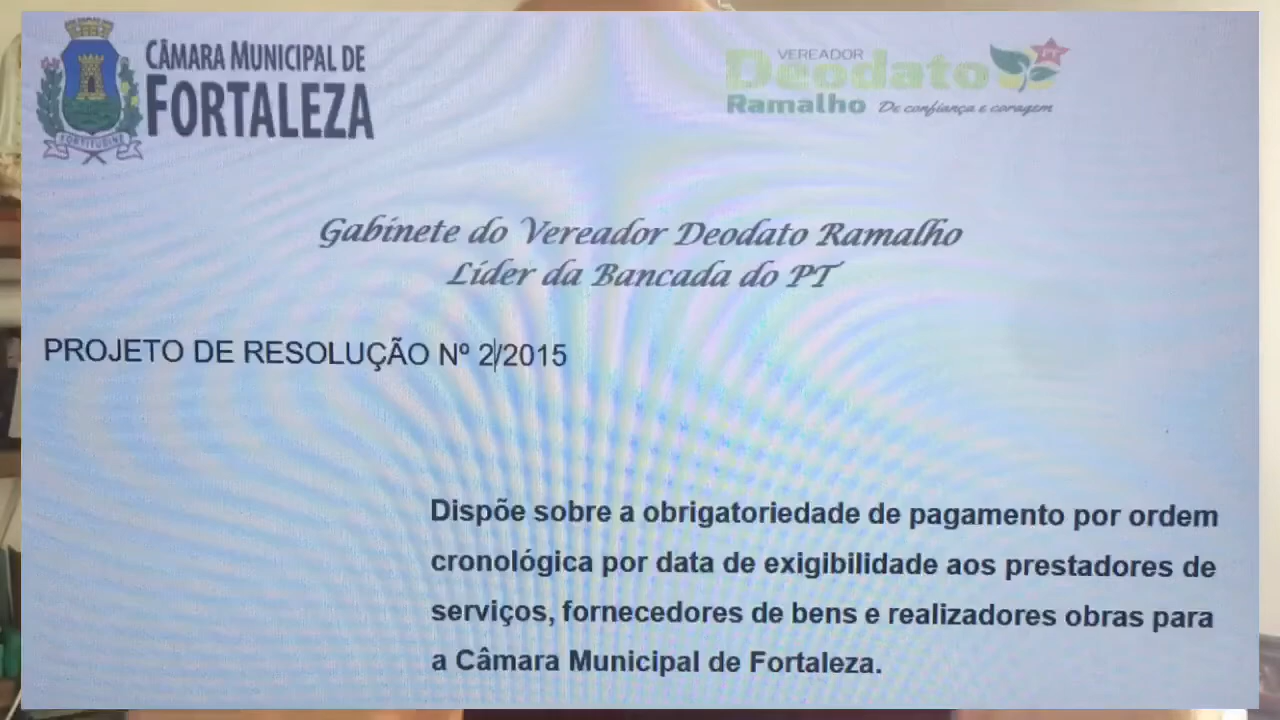 CÂMARA MUNICIPAL DE
FORTALEZA
FORTITUDINE
VEREADOR
Deodato
PT
Ramalho De confiança e coragem
Gabinete do Vereador Deodato Ramalho
Líder da Bancada do PT
PROJETO DE RESOLUÇÃO Nº 2/2015
Dispõe sobre a obrigatoriedade de pagamento por ordem
cronológica por data de exigibilidade aos prestadores de
serviços, fornecedores de bens e realizadores obras para
a Câmara Municipal de Fortaleza.